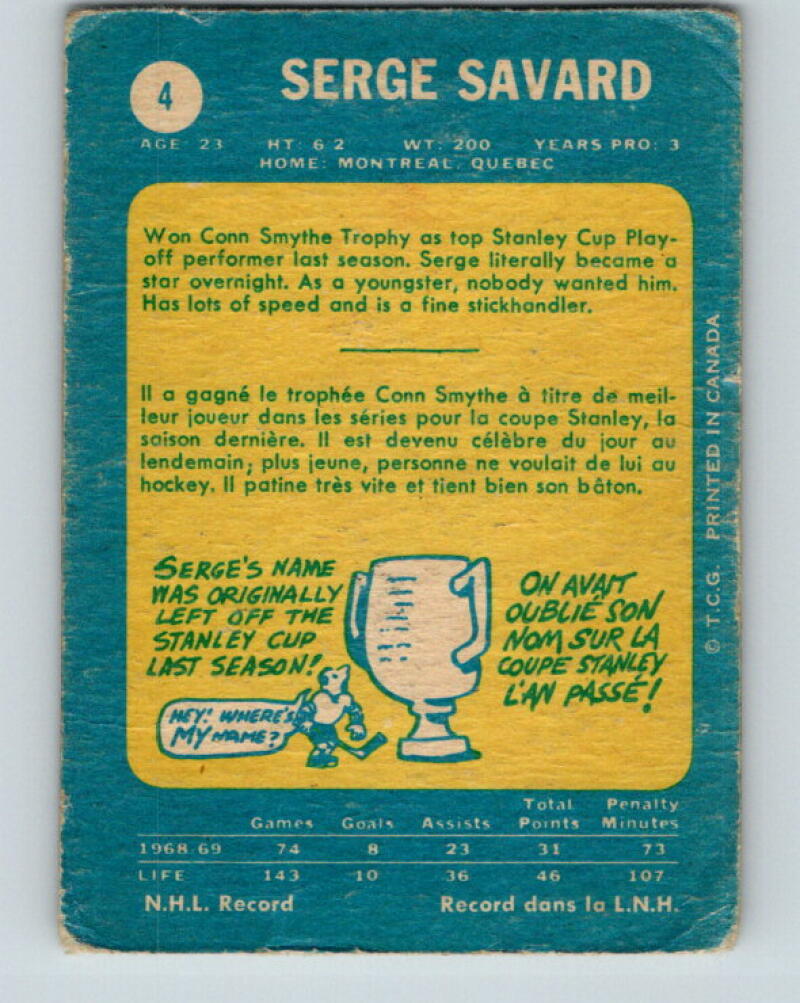 4
SERGE SAVARD
AGE: 23 HT: 6 2 WT: 200 YEARS PRO: 3
HOME: MONTREAL, QUEBEC
Won Conn Smythe Trophy as top Stanley Cup Play-
off performer last season. Serge literally became a
star overnight. As a youngster, nobody wanted him.
Has lots of speed and is a fine stickhandler.
Il a gagné le trophée Conn Smythe à titre de meil-
leur joueur dans les séries pour la coupe Stanley, la
saison dernière. Il est devenu célèbre du jour au
lendemain; plus jeune, personne ne voulait de lui au
hockey. Il patine très vite et tient bien son bâton.
SERGE'S NAME
WAS ORIGINALLY
LEFT OFF THE
STANLEY CUP
LAST SEASON!
HEY! WHERE'S
MY NAME?
ON AVAIT
OUBLIÉ SON
NOM SUR LA
COUPE STANLEY
L'AN PASSÉ!
© T.C.G. PRINTED IN CANADA
Total Penalty
Games Goals Assists Points Minutes
1968-69 74 8 23 31 73
LIFE 143 10 36 46 107
N.H.L. Record Record dans la L.N.H.